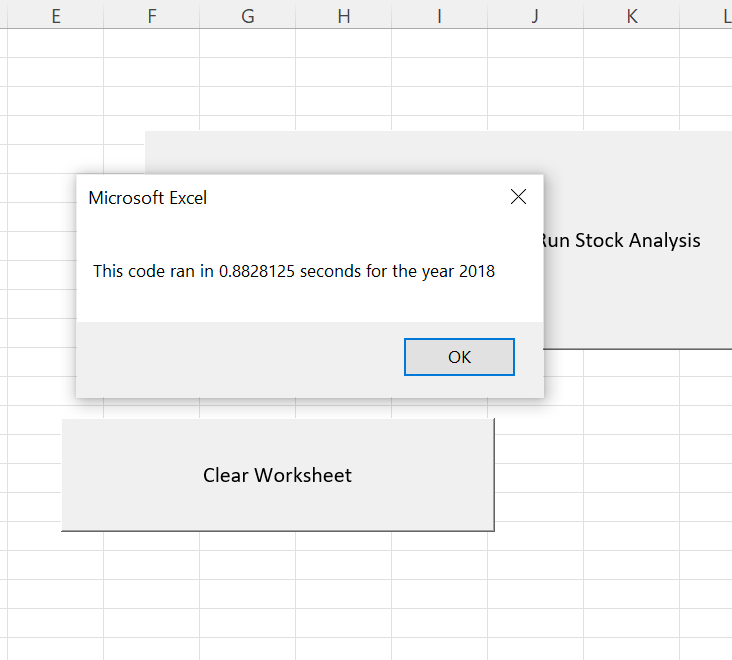 E F G H I J K L
Microsoft Excel
Run Stock Analysis
This code ran in 0.8828125 seconds for the year 2018
OK
Clear Worksheet